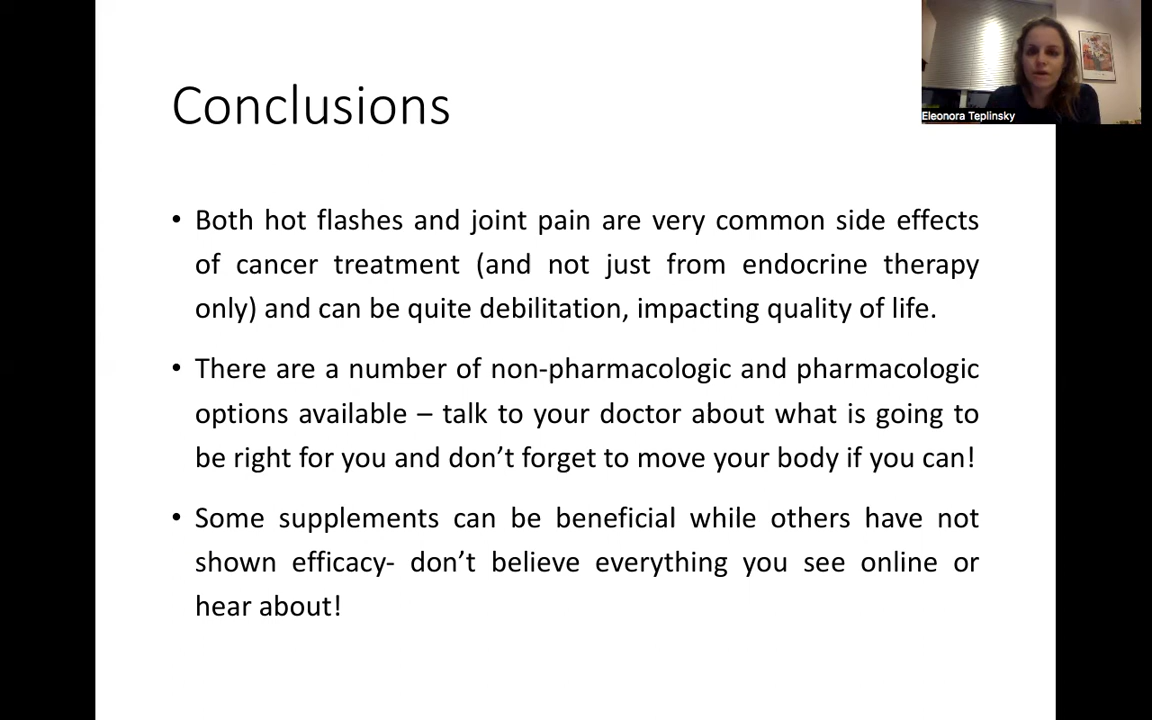 Conclusions
Eleonora Teplinsky
• Both hot flashes and joint pain are very common side effects
of cancer treatment (and not just from endocrine therapy
only) and can be quite debilitation, impacting quality of life.
• There are a number of non-pharmacologic and pharmacologic
options available – talk to your doctor about what is going to
be right for you and don’t forget to move your body if you can!
• Some supplements can be beneficial while others have not
shown efficacy- don’t believe everything you see online or
hear about!